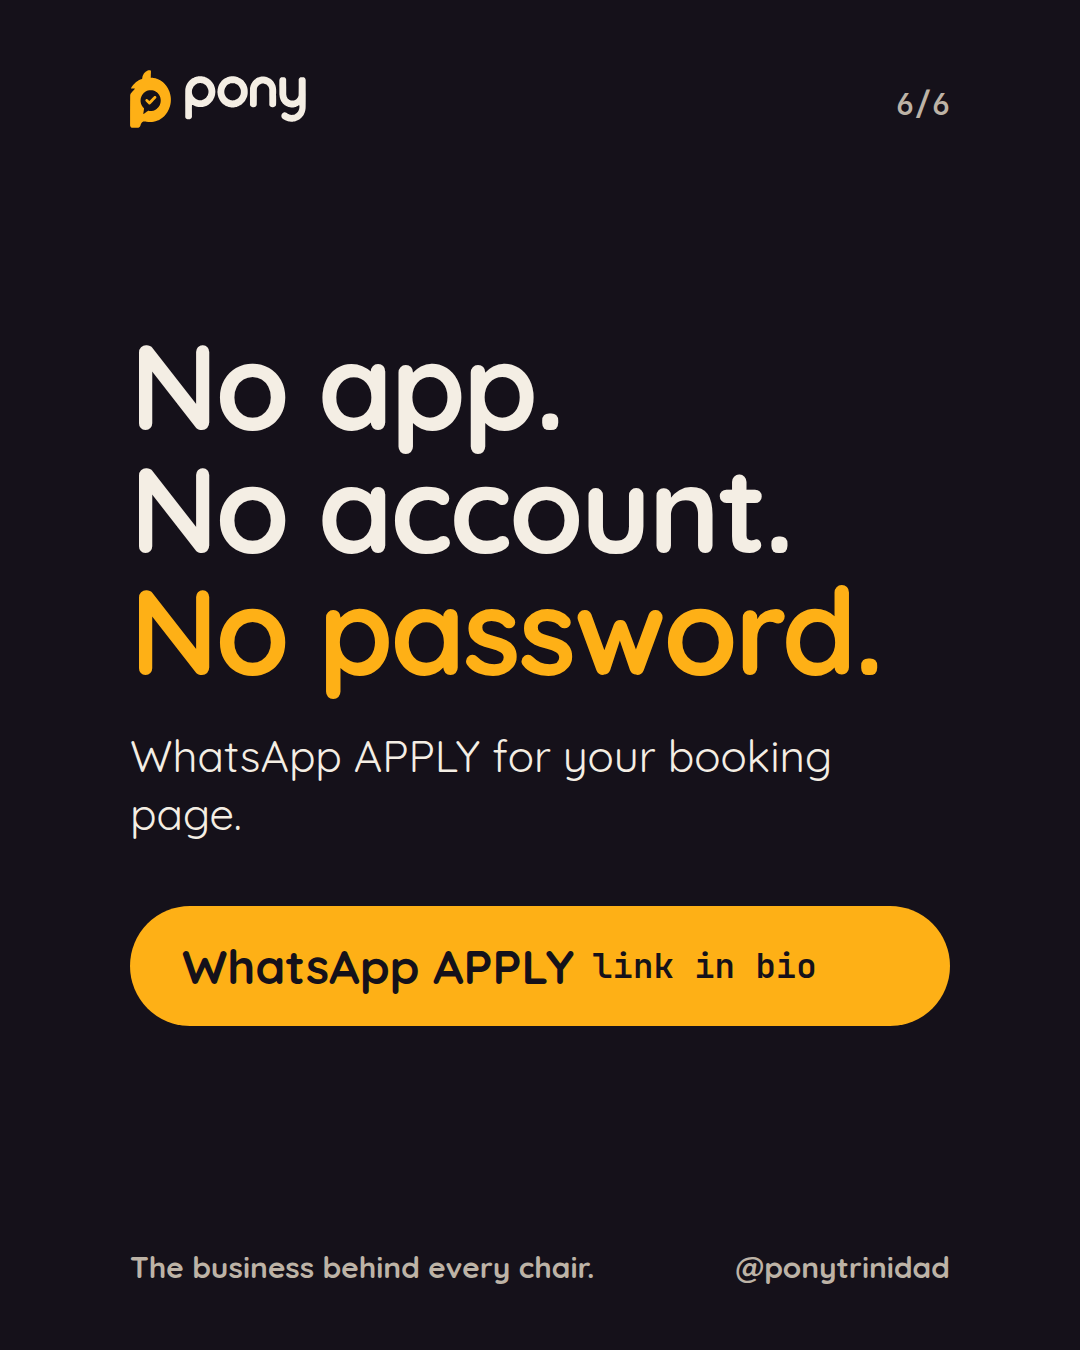 pony
6/6
No app.
No account.
No password.
WhatsApp APPLY for your booking
page.
WhatsApp APPLY link in bio
The business behind every chair.
@ponytrinidad